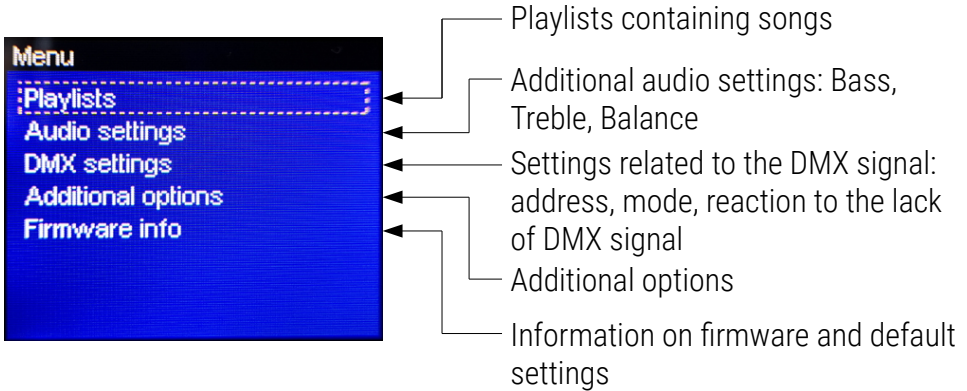 Menu
Playlists
Audio settings
DMX settings
Additional options
Firmware info
Playlists containing songs
Additional audio settings: Bass,
Treble, Balance
Settings related to the DMX signal:
address, mode, reaction to the lack
of DMX signal
Additional options
Information on firmware and default
settings